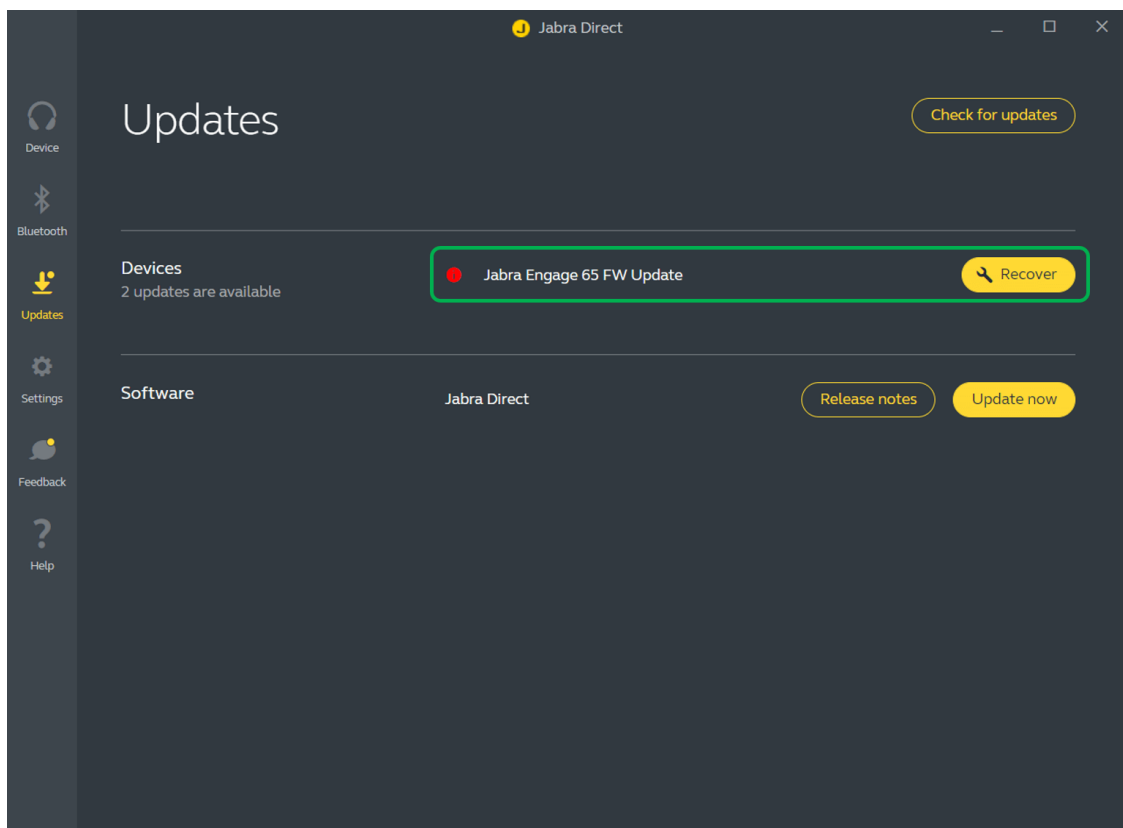 Jabra Direct
Device
Bluetooth
Updates
Settings
Feedback
Help
Updates
Check for updates
Devices
2 updates are available
Jabra Engage 65 FW Update
Recover
Software
Jabra Direct
Release notes
Update now